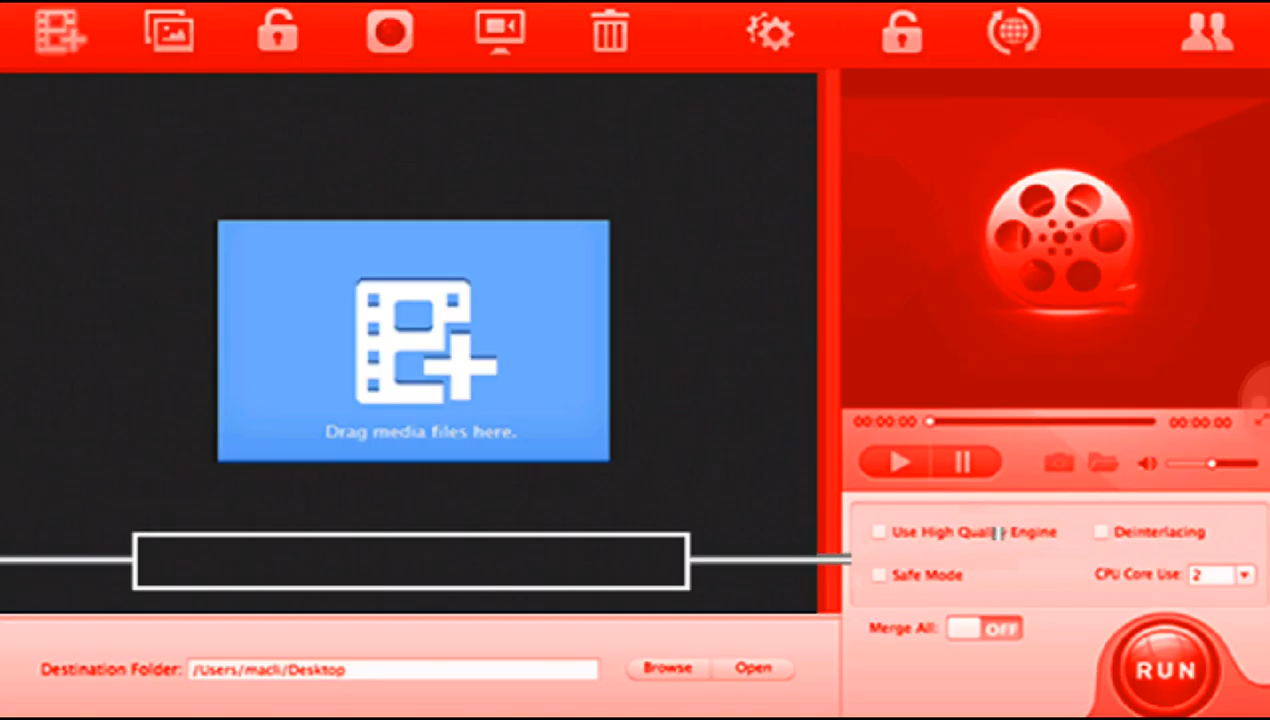 Drag media files here.
00:00:00
00:00:00
Use High Quality Engine
Deinterlacing
Safe Mode
CPU Core Use: 2
Merge All: OFF
Destination Folder: /Users/macli/Desktop
Browse
Open
RUN